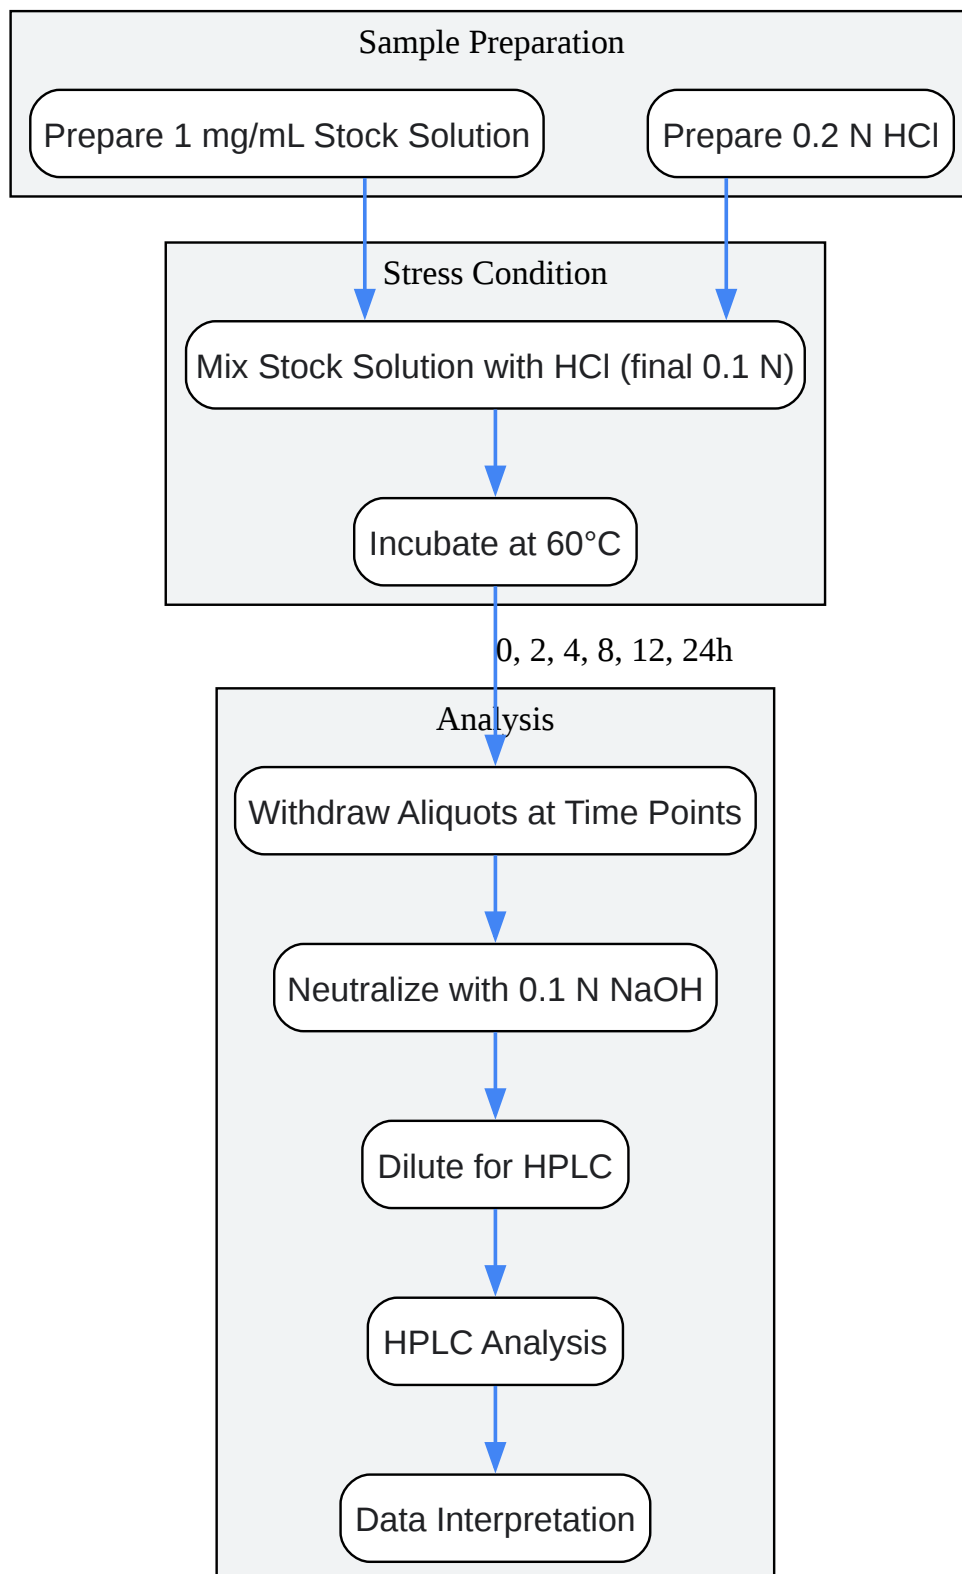 Sample Preparation
Prepare 1 mg/mL Stock Solution
Prepare 0.2 N HCl
Stress Condition
Mix Stock Solution with HCl (final 0.1 N)
Incubate at 60°C
0, 2, 4, 8, 12, 24h
Analysis
Withdraw Aliquots at Time Points
Neutralize with 0.1 N NaOH
Dilute for HPLC
HPLC Analysis
Data Interpretation